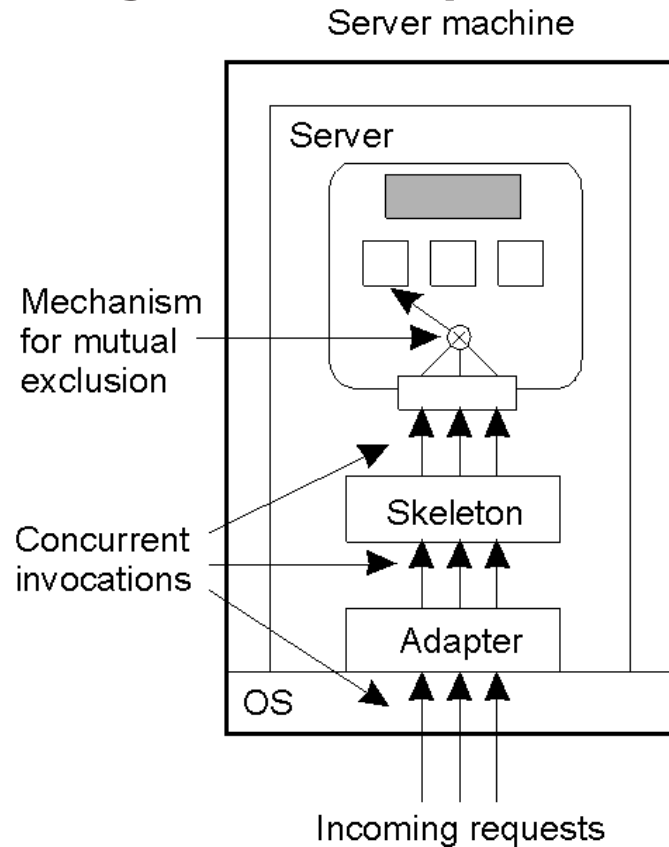 Server machine
Server
Mechanism
for mutual
exclusion
Skeleton
Concurrent
invocations
Adapter
OS
Incoming requests